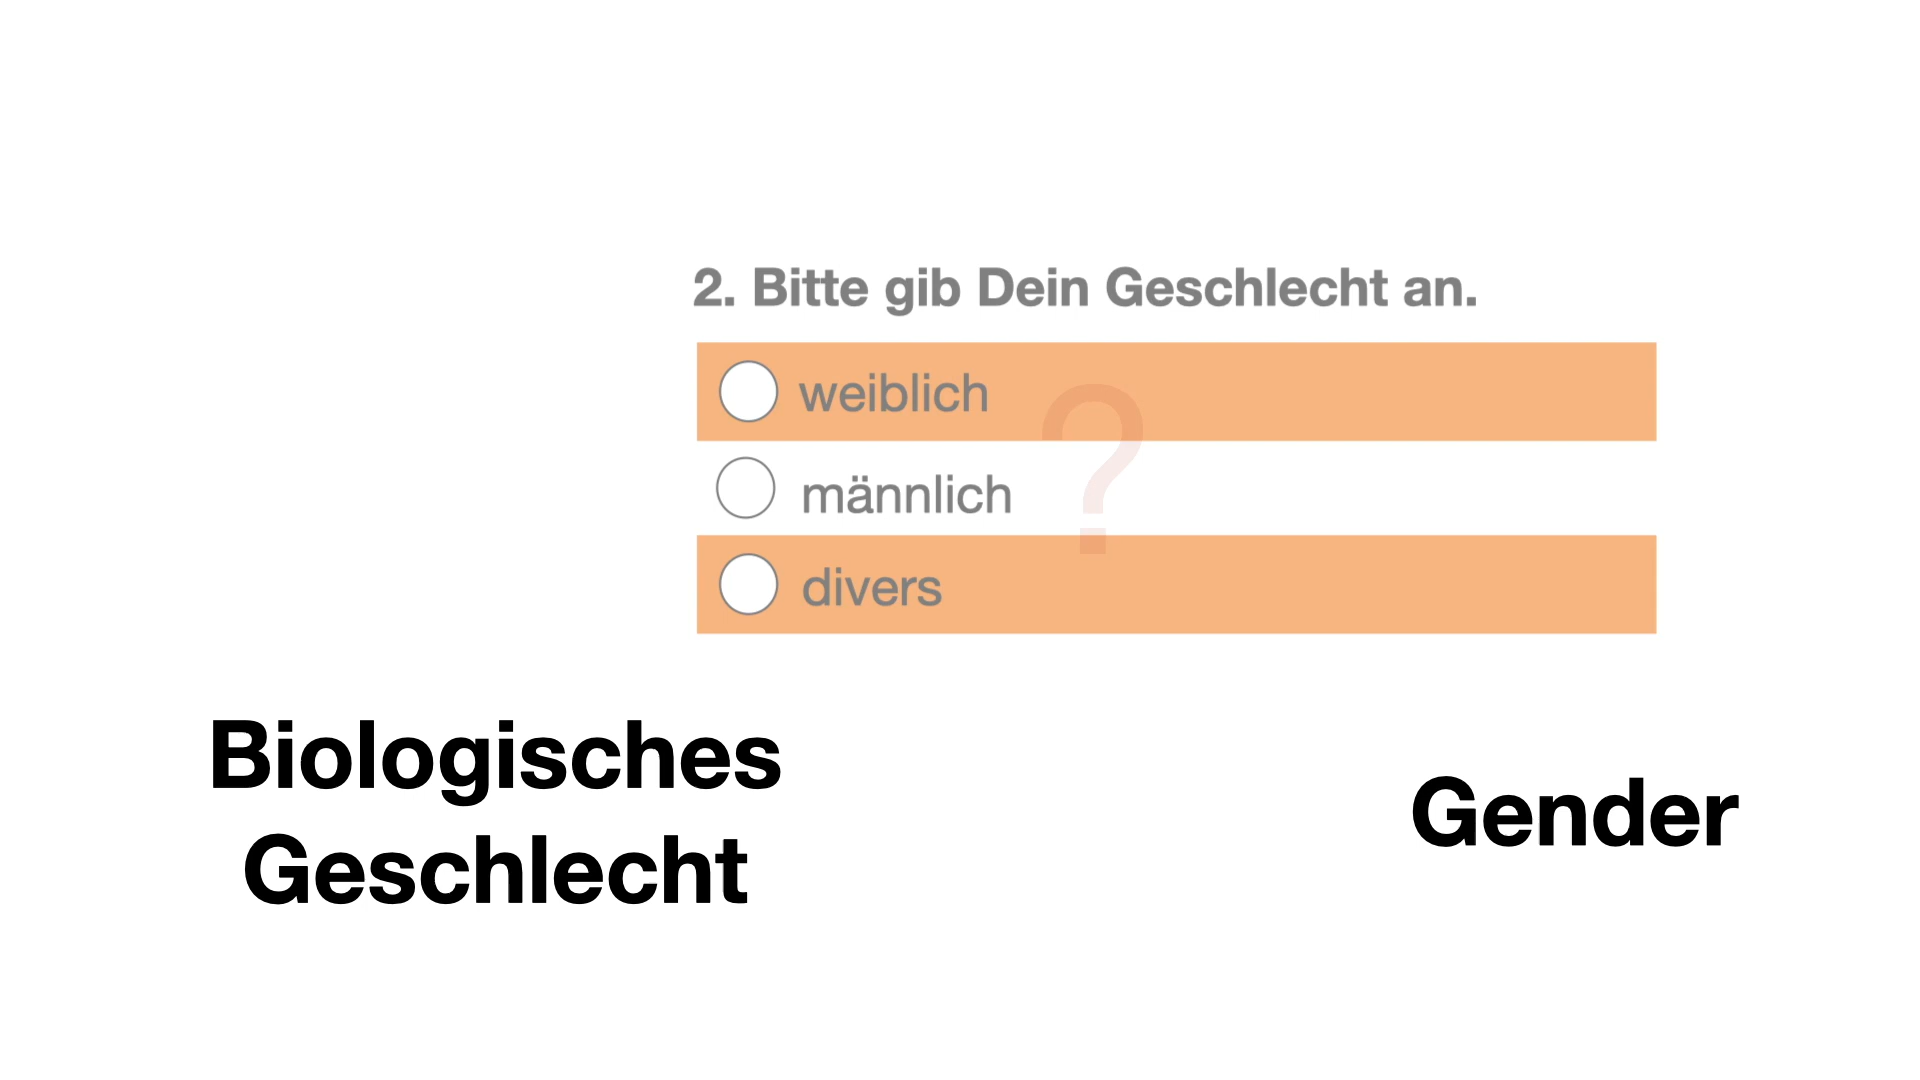 2. Bitte gib Dein Geschlecht an.
weiblich
?
männlich
divers
Biologisches
Geschlecht
Gender